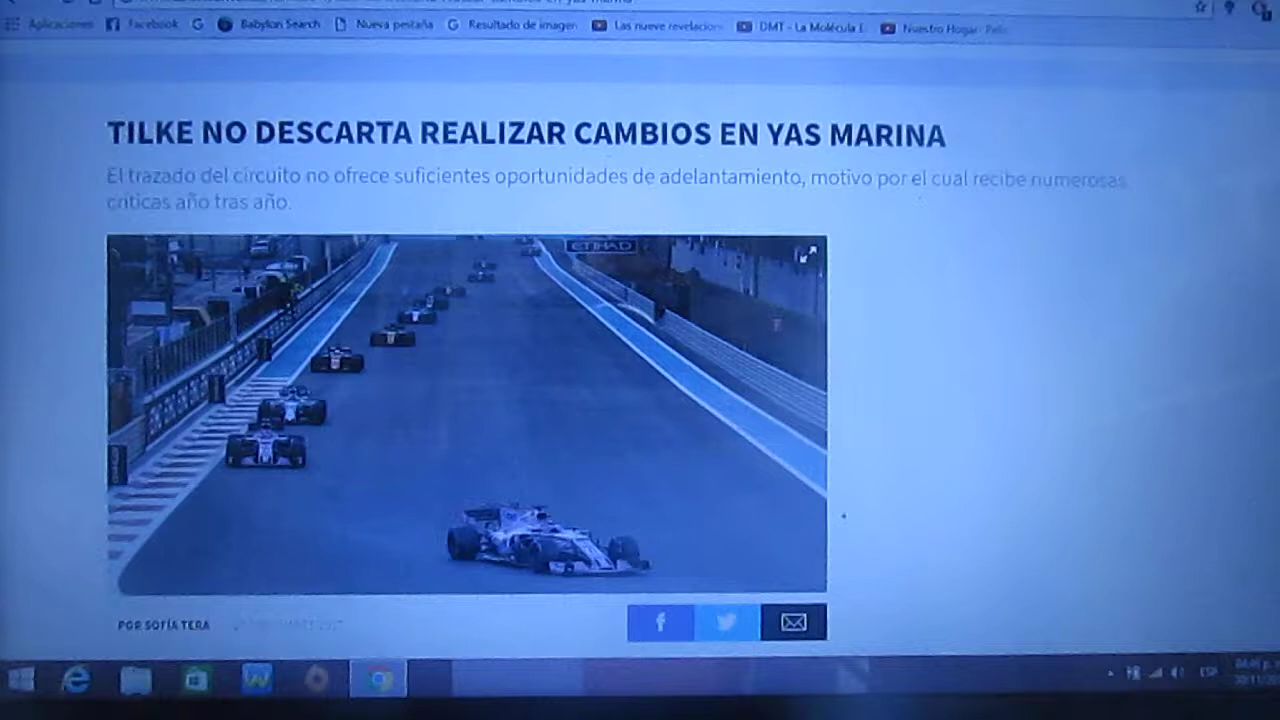 Aplicaciones Facebook Babylon Search Nueva pestaña Resultado de imagen Las nueve revelacion DMT - La Molécula Nuestro Hogar
TILKE NO DESCARTA REALIZAR CAMBIOS EN YAS MARINA
El trazado del circuito no ofrece suficientes oportunidades de adelantamiento, motivo por el cual recibe numerosas
críticas año tras año.
ETIHAD
POR SOFÍA TERA
ESP